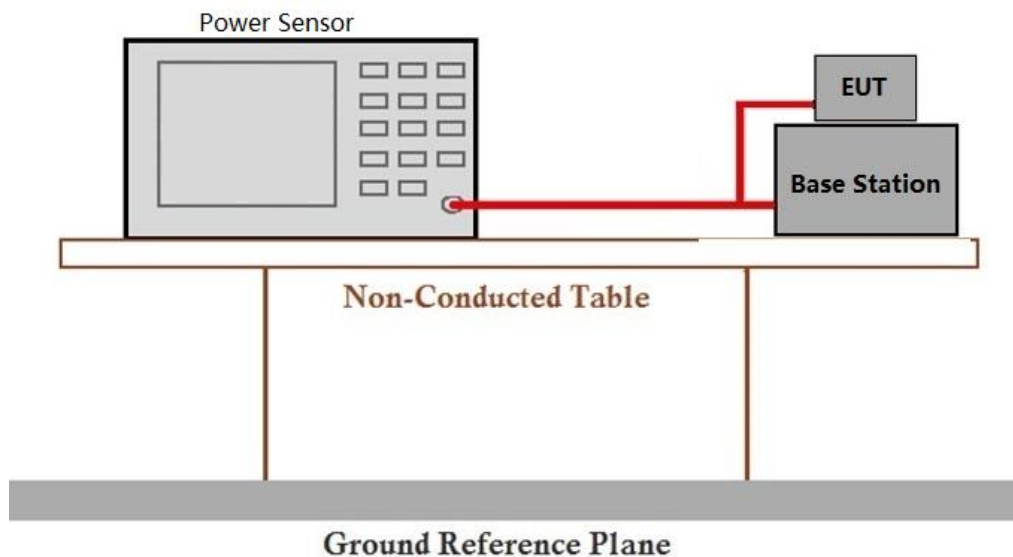 Power Sensor
EUT
Base Station
Non-Conducted Table
Ground Reference Plane